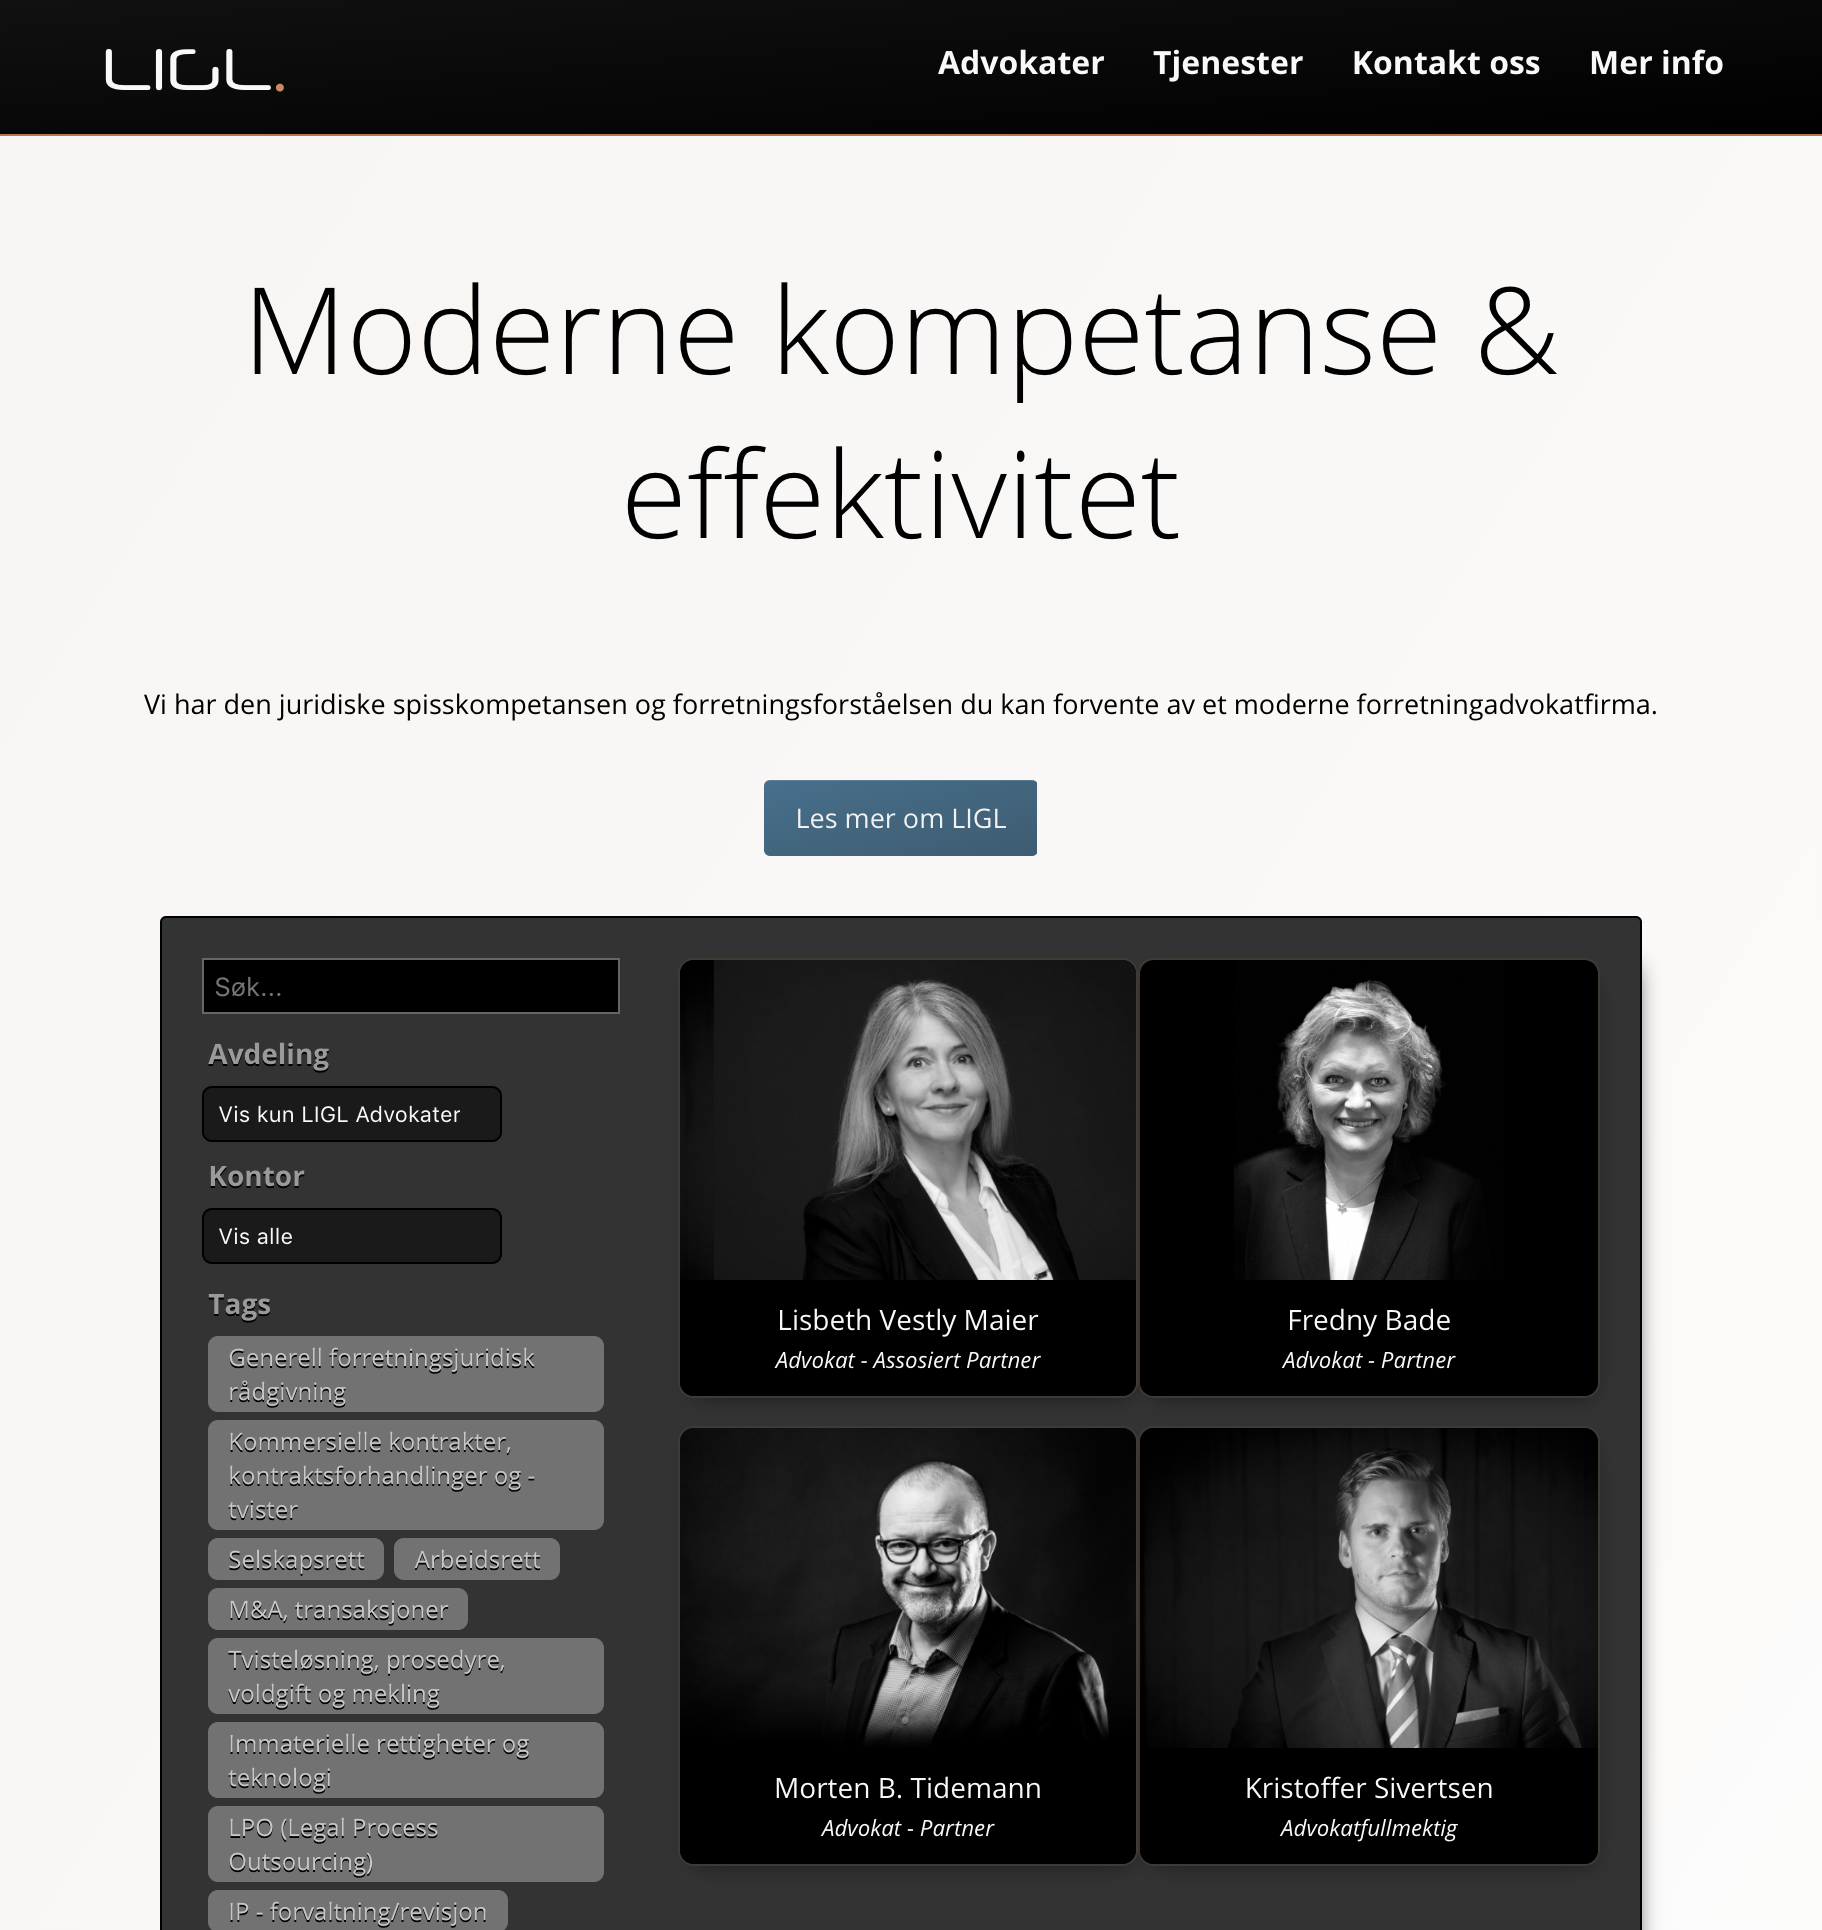 LIGL.
Advokater Tjenester Kontakt oss Mer info
Moderne kompetanse &
effektivitet
Vi har den juridiske spisskompetansen og forretningsforståelsen du kan forvente av et moderne forretningadvokatfirma.
Les mer om LIGL
Søk...
Avdeling
Vis kun LIGL Advokater
Kontor
Vis alle
Tags
Generell forretningsjuridisk
rådgivning
Kommersielle kontrakter,
kontraktsforhandlinger og -
tvister
Selskapsrett Arbeidsrett
M&A, transaksjoner
Tvisteløsning, prosedyre,
voldgift og mekling
Immaterielle rettigheter og
teknologi
LPO (Legal Process
Outsourcing)
IP - forvaltning/revisjon
Lisbeth Vestly Maier
Advokat - Assosiert Partner
Fredny Bade
Advokat - Partner
Morten B. Tidemann
Advokat - Partner
Kristoffer Sivertsen
Advokatfullmektig